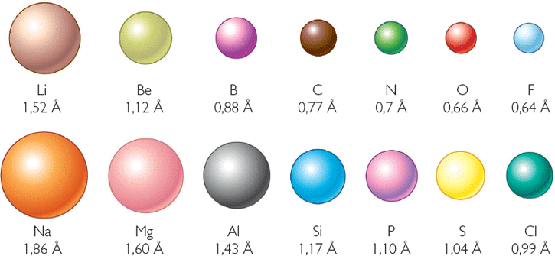 Li Be B C N O F
1,52 Å 1,12 Å 0,88 Å 0,77 Å 0,7 Å 0,66 Å 0,64 Å
Na Mg Al Si P S Cl
1,86 Å 1,60 Å 1,43 Å 1,17 Å 1,10 Å 1,04 Å 0,99 Å